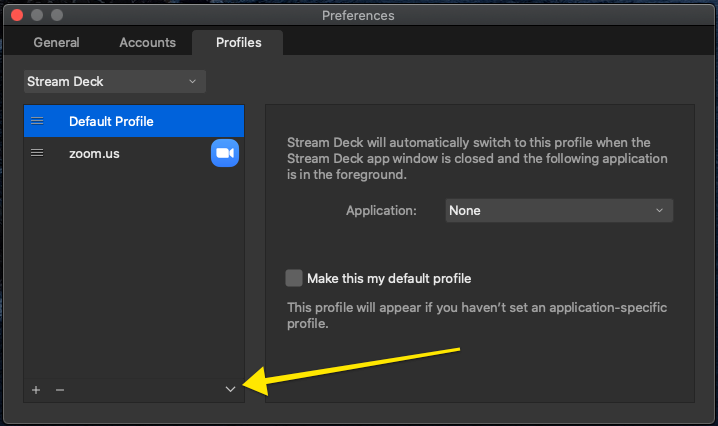 Preferences
General Accounts Profiles
Stream Deck
Default Profile
zoom.us
Stream Deck will automatically switch to this profile when the
Stream Deck app window is closed and the following application
is in the foreground.
Application: None
Make this my default profile
This profile will appear if you haven't set an application-specific
profile.